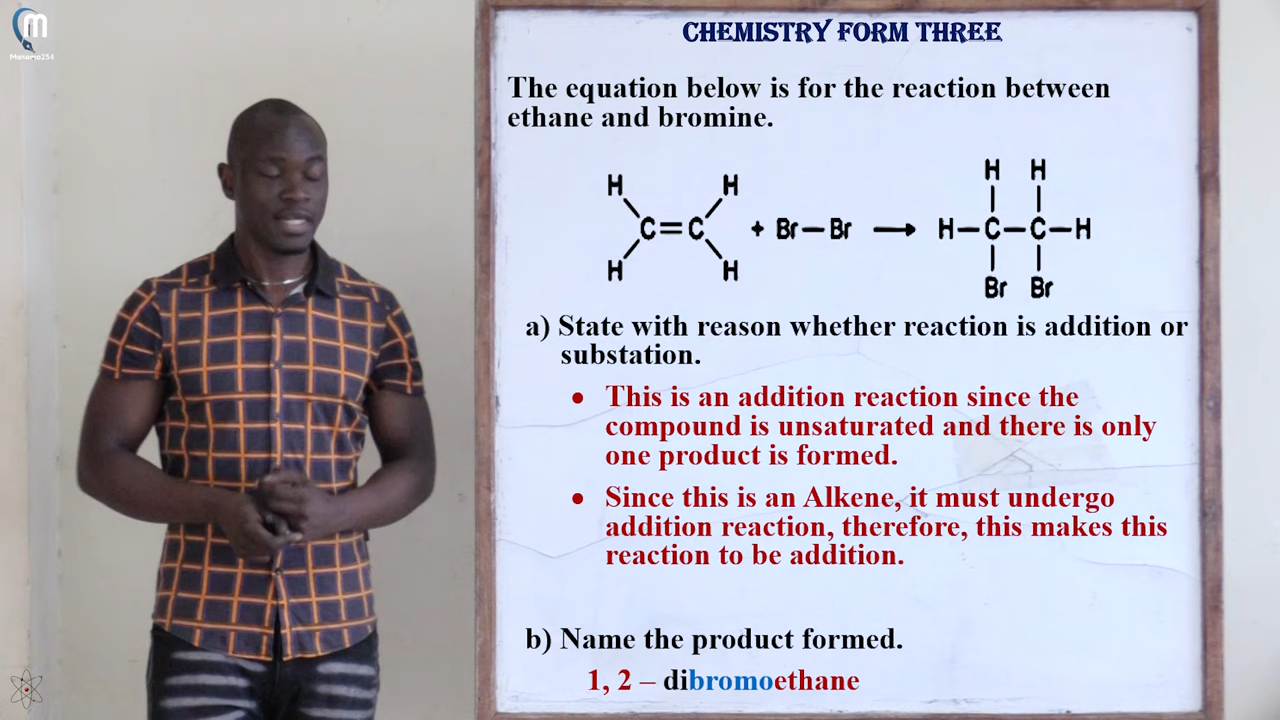 m
Masomo254
CHEMISTRY FORM THREE
The equation below is for the reaction between
ethane and bromine.
H H H H
C=C + Br—Br → H—C—C—H
H H Br Br
a) State with reason whether reaction is addition or
substation.
• This is an addition reaction since the
compound is unsaturated and there is only
one product is formed.
• Since this is an Alkene, it must undergo
addition reaction, therefore, this makes this
reaction to be addition.
b) Name the product formed.
1, 2 – dibromoethane